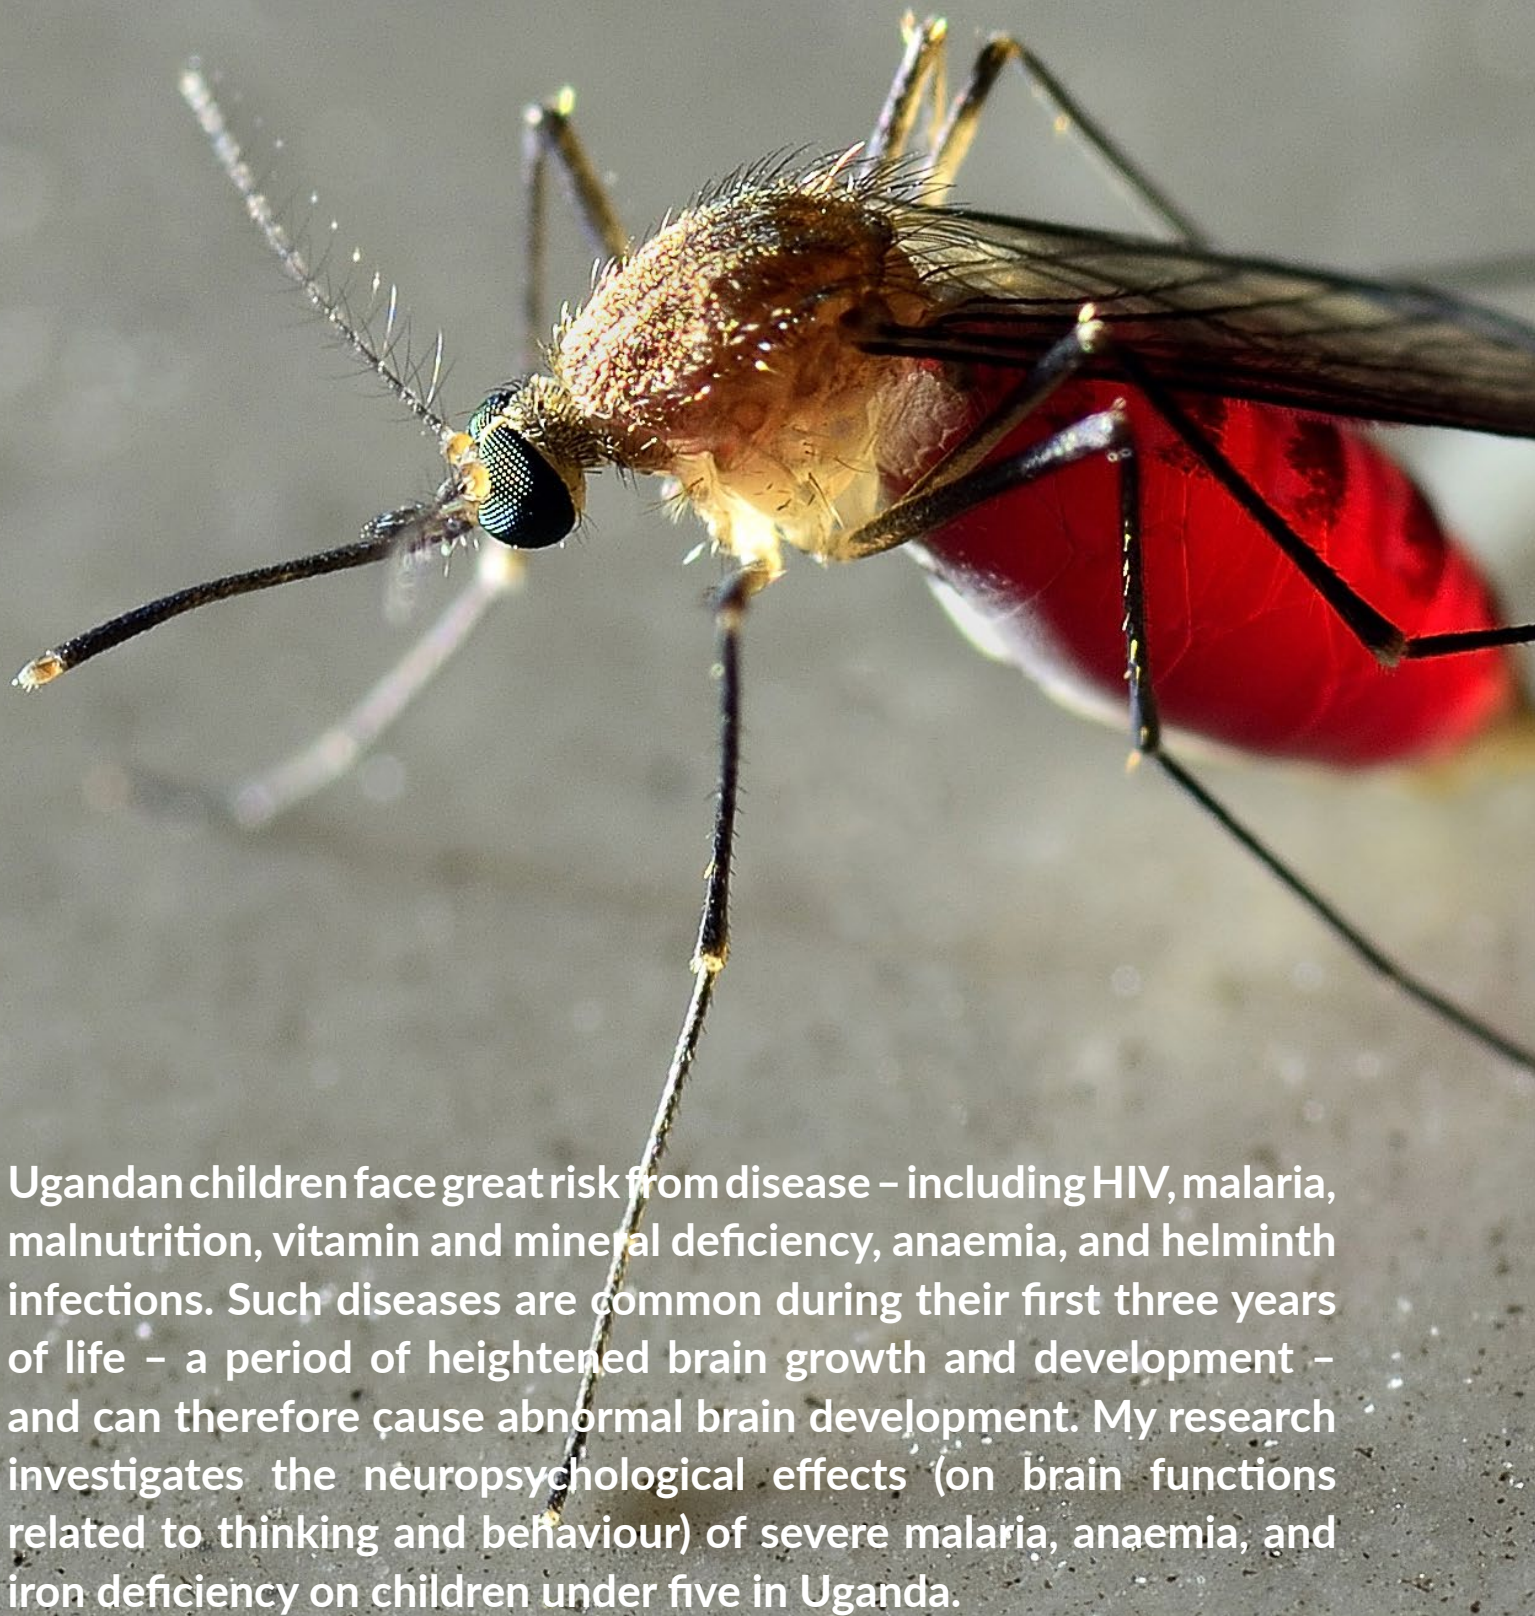 Ugandan children face great risk from disease – including HIV, malaria,
malnutrition, vitamin and mineral deficiency, anaemia, and helminth
infections. Such diseases are common during their first three years
of life – a period of heightened brain growth and development –
and can therefore cause abnormal brain development. My research
investigates the neuropsychological effects (on brain functions
related to thinking and behaviour) of severe malaria, anaemia, and
iron deficiency on children under five in Uganda.